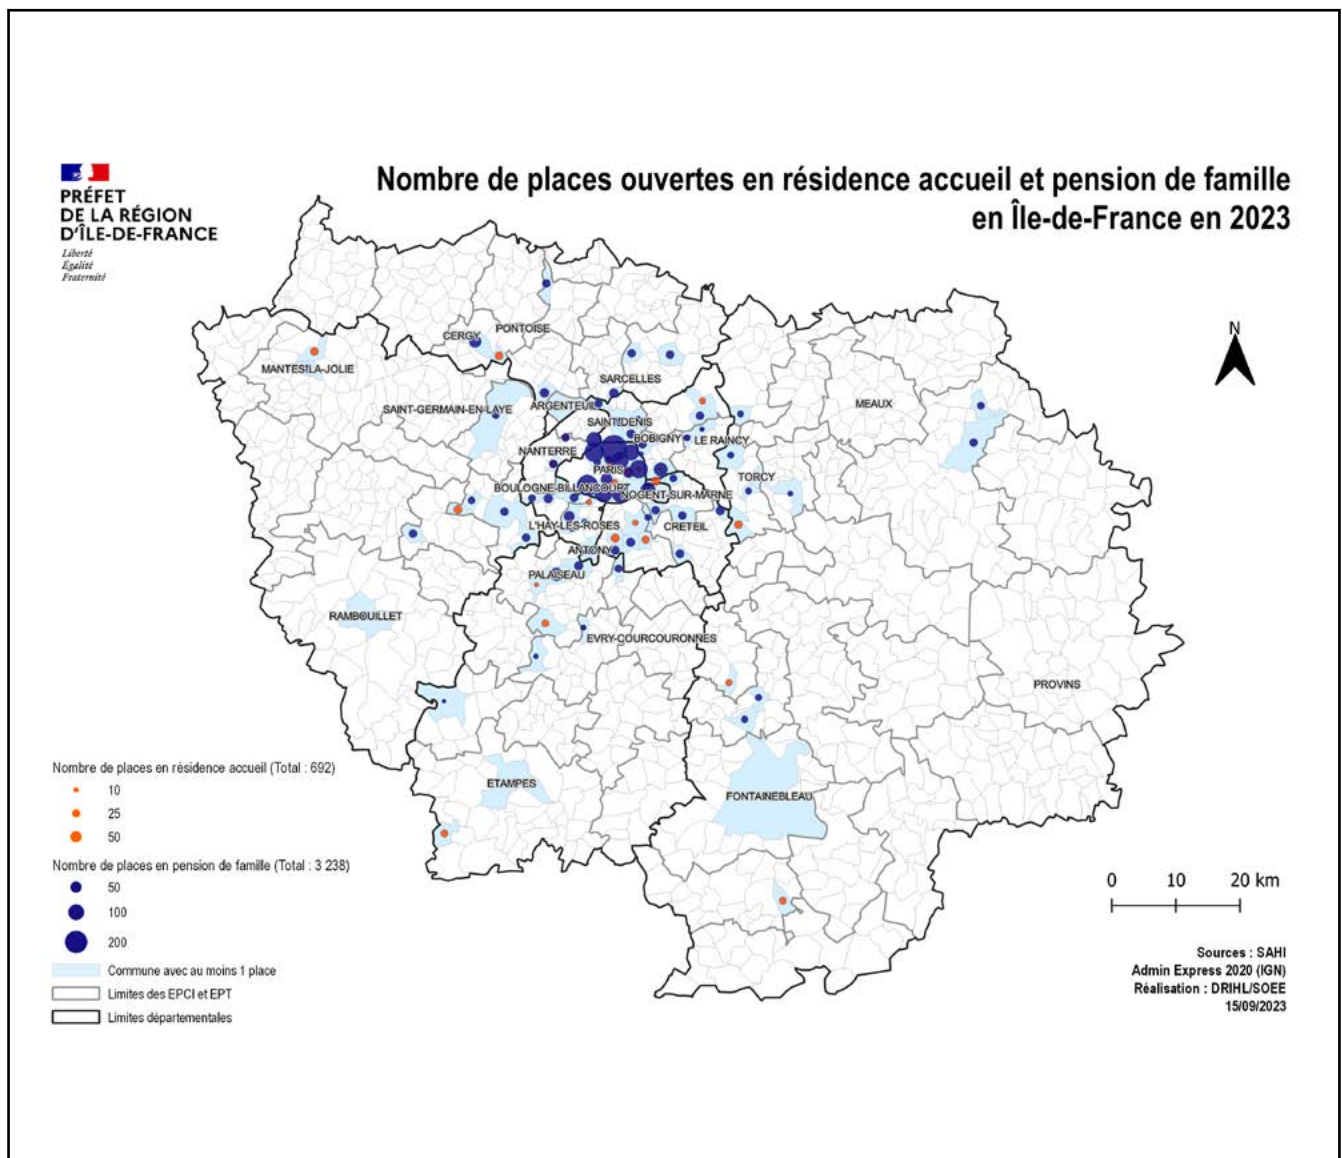 PRÉFET
DE LA RÉGION
D'ÎLE-DE-FRANCE
Liberté
Égalité
Fraternité
Nombre de places ouvertes en résidence accueil et pension de famille
en Île-de-France en 2023
N
CERGY
PONTOISE
MANTES-LA-JOLIE
SARCELLES
MEAUX
SAINT-GERMAIN-EN-LAYE
ARGENTEUIL
SAINT-DENIS
BOBIGNY
LE RAINCY
NANTERRE
PARIS
TORCY
BOULOGNE-BILLANCOURT
NOGENT-SUR-MARNE
L'HAY-LES-ROSES
CRETEIL
ANTONY
PALAISEAU
RAMBOUILLET
EVRY-COURCOURONNES
PROVINS
ETAMPES
FONTAINEBLEAU
Nombre de places en résidence accueil (Total : 692)
10
25
50
Nombre de places en pension de famille (Total : 3 238)
50
100
200
Commune avec au moins 1 place
Limites des EPCI et EPT
Limites départementales
0 10 20 km
Sources : SAHI
Admin Express 2020 (IGN)
Réalisation : DRIHL/SOEE
15/09/2023